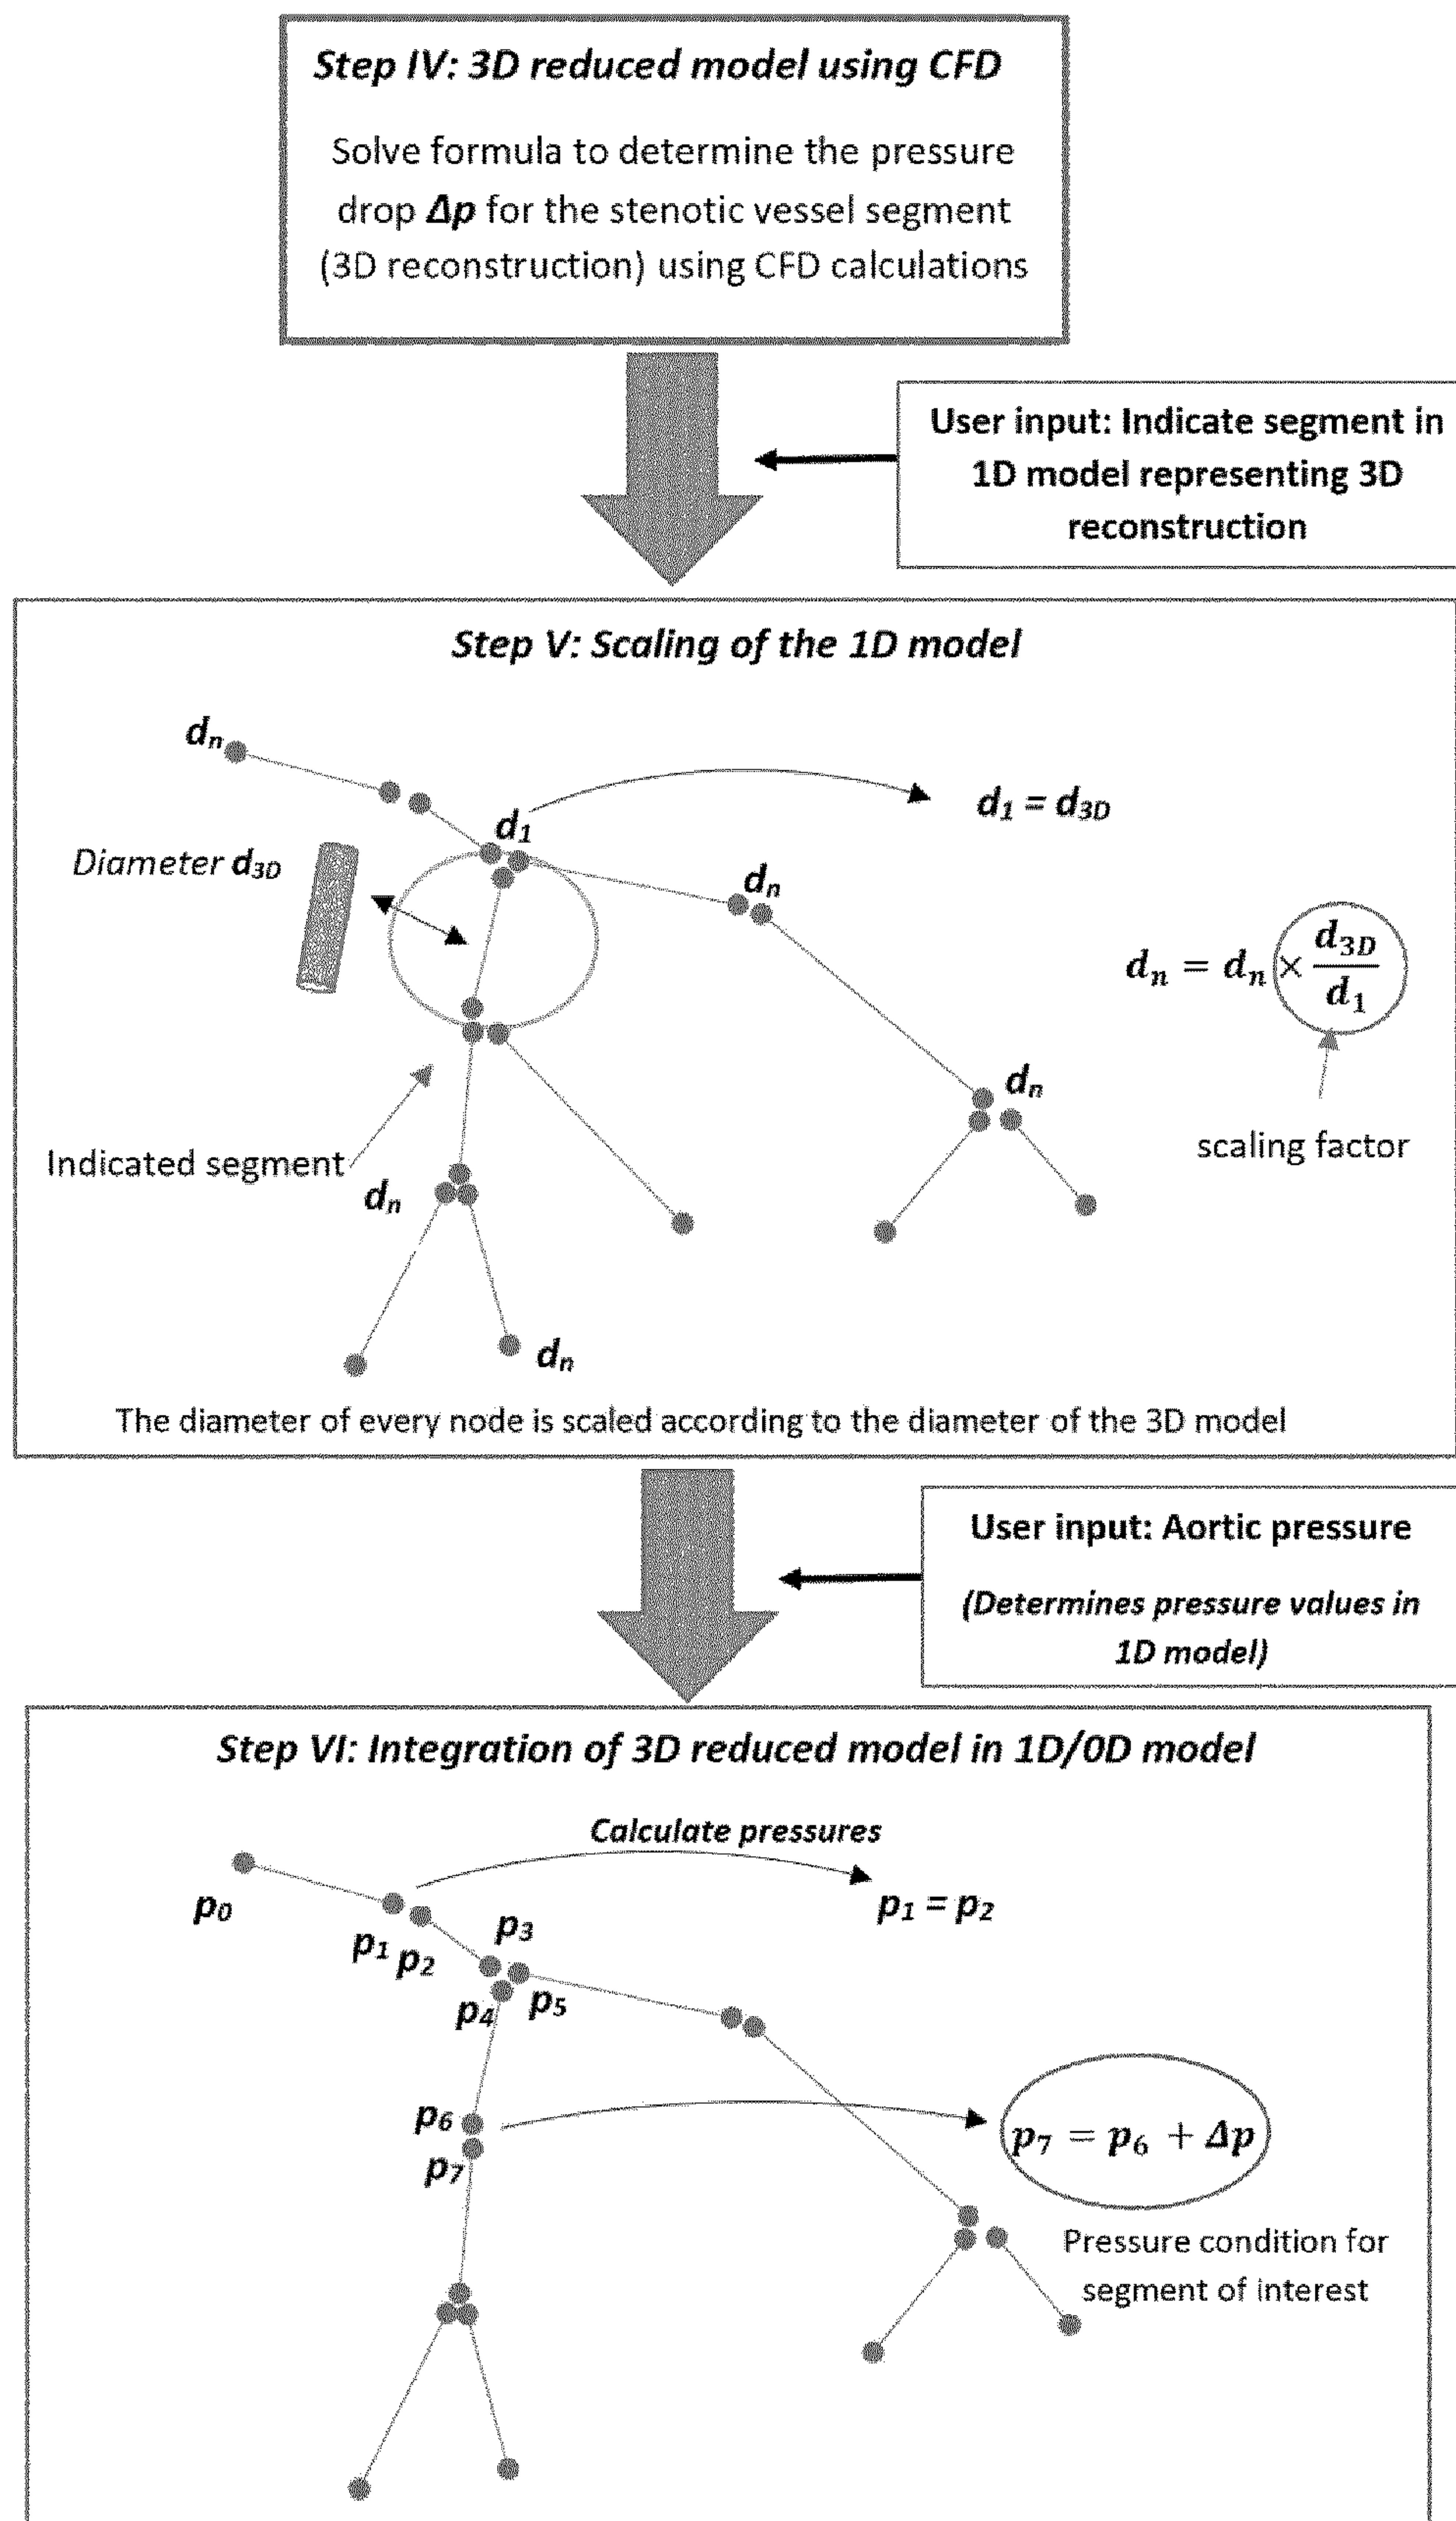 Step IV: 3D reduced model using CFD
Solve formula to determine the pressure
drop Δp for the stenotic vessel segment
(3D reconstruction) using CFD calculations
User input: Indicate segment in
1D model representing 3D
reconstruction
Step V: Scaling of the 1D model
dn
d1
d1 = d3D
Diameter d3D
dn
dn = dn × d3D / d1
dn
scaling factor
Indicated segment
dn
dn
The diameter of every node is scaled according to the diameter of the 3D model
User input: Aortic pressure
(Determines pressure values in
1D model)
Step VI: Integration of 3D reduced model in 1D/0D model
Calculate pressures
p0
p1 = p2
p1 p2
p3
p4
p5
p6
p7
p7 = p6 + Δp
Pressure condition for
segment of interest